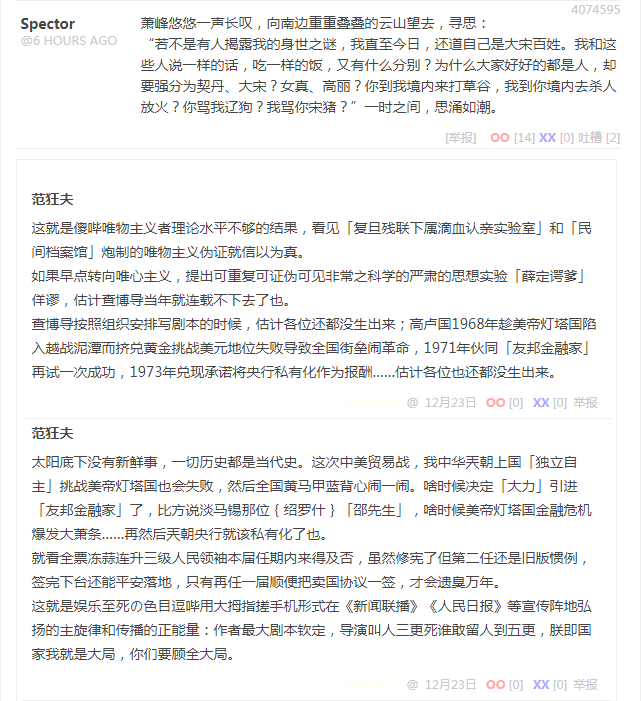 4074595
Spector
@6 HOURS AGO
萧峰悠悠一声长叹，向南边重重叠叠的云山望去，寻思：
“若不是有人揭露我的身世之谜，我直至今日，还道自己是大宋百姓。我和这
些人说一样的话，吃一样的饭，又有什么分别？为什么大家好好的都是人，却
要强分为契丹、大宋？女真、高丽？你到我境内来打草谷，我到你境内去杀人
放火？你骂我辽狗？我骂你宋猪？”一时之间，思涌如潮。
[举报] OO [14] XX [0] 吐槽 [2]
范狂夫
这就是傻哔唯物主义者理论水平不够的结果，看见「复旦残联下属滴血认亲实验室」和「民
间档案馆」炮制的唯物主义伪证就信以为真。
如果早点转向唯心主义，提出可重复可证伪可见非常之科学的严肃的思想实验「薛定谔爹」
佯谬，估计查博导当年就连载不下去了也。
查博导按照组织安排写剧本的时候，估计各位还都没生出来；高卢国1968年趁美帝灯塔国陷
入越战泥潭而挤兑黄金挑战美元地位失败导致全国街垒闹革命，1971年伙同「友邦金融家」
再试一次成功，1973年兑现承诺将央行私有化作为报酬......估计各位也还都没生出来。
@ 12月23日 OO [0] XX [0] 举报
范狂夫
太阳底下没有新鲜事，一切历史都是当代史。这次中美贸易战，我中华天朝上国「独立自
主」挑战美帝灯塔国也会失败，然后全国黄马甲蓝背心闹一闹。啥时候决定「大力」引进
「友邦金融家」了，比方说淡马锡那位 { 绍罗什 } 「邵先生」，啥时候美帝灯塔国金融危机
爆发大萧条......再然后天朝央行就该私有化了也。
就看全票冻蒜连升三级人民领袖本届任期内来得及否，虽然修宪了但第二任还是旧版惯例，
签完下台还能平安落地，只有再任一届顺便把卖国协议一签，才会遗臭万年。
这就是娱乐至死の色目逗哔用大拇指搓手机形式在《新闻联播》《人民日报》等宣传阵地弘
扬的主旋律和传播的正能量：作者最大剧本钦定，导演叫人三更死谁敢留人到五更，朕即国
家我就是大局，你们要顾全大局。
@ 12月23日 OO [0] XX [0] 举报